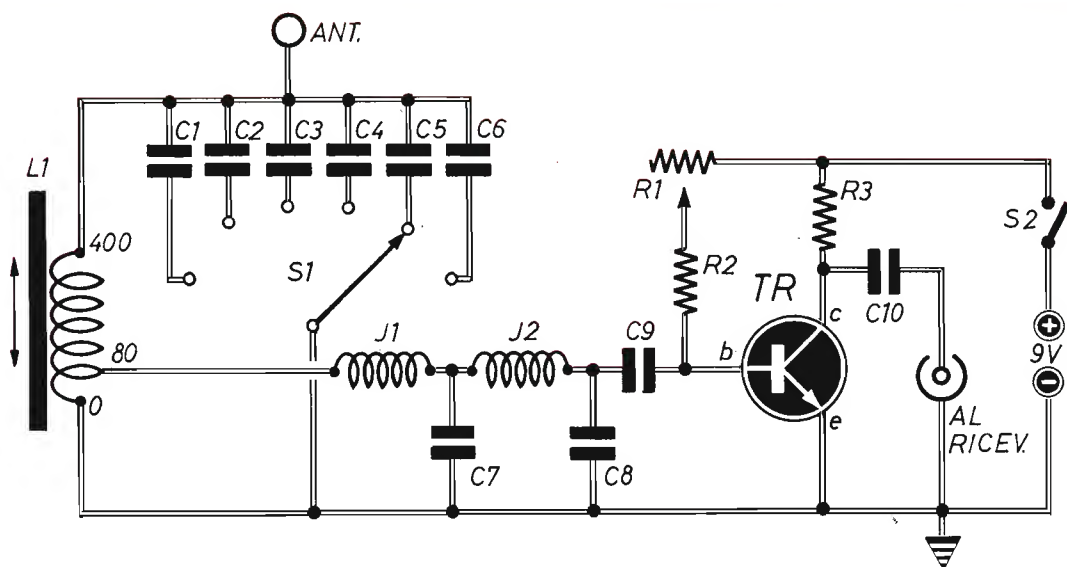 ANT.
C1
C2
C3
C4
C5
C6
L1
400
80
0
S1
J1
J2
C7
C8
C9
R1
R2
R3
TR
b
c
e
C10
S2
+
9V
-
AL
RICEV.